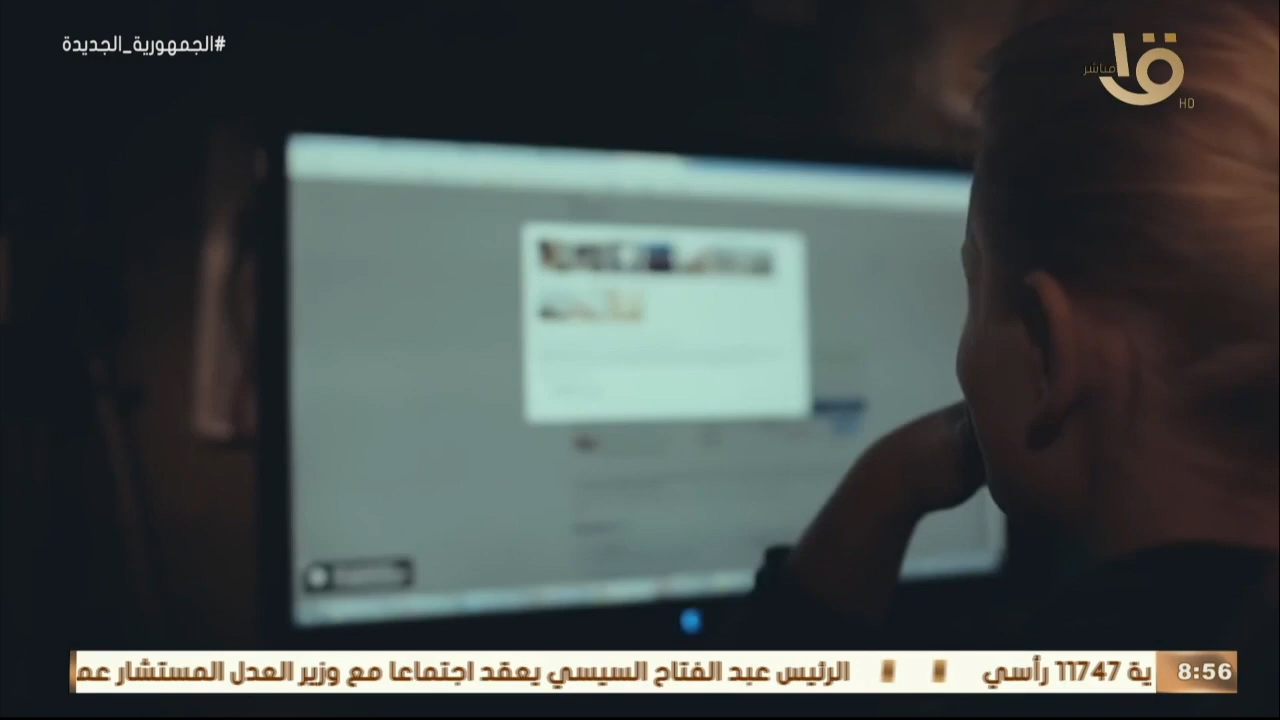 #الجمهورية_الجديدة
مباشر
HD
8:56
ية 11747 رأسي الرئيس عبد الفتاح السيسي يعقد اجتماعا مع وزير العدل المستشار عم